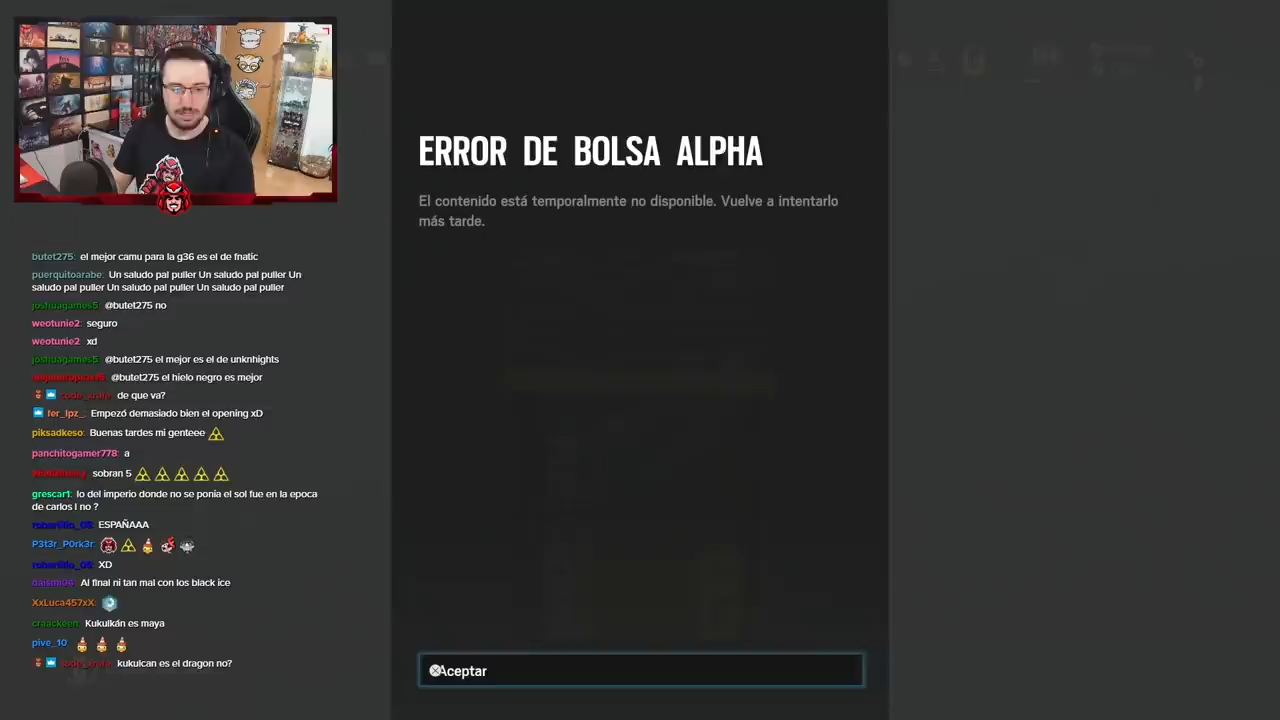 ERROR DE BOLSA ALPHA
El contenido está temporalmente no disponible. Vuelve a intentarlo
más tarde.
butet275: el mejor camu para la g36 es el de fnatic
puerquitoarabe: Un saludo pal puller Un saludo pal puller Un
saludo pal puller Un saludo pal puller Un saludo pal puller
joshuagames5: @butet275 no
weotunie2: seguro
weotunie2 xd
joshuagames5: @butet275 el mejor es el de unknhights
@butet275 el hielo negro es mejor
de que va?
fer_lpz_: Empezó demasiado bien el opening xD
piksadkeso: Buenas tardes mi genteee
panchitogamer778: a
sobran 5
grescar1: lo del imperio donde no se ponia el sol fue en la epoca
de carlos I no ?
ESPAÑAAA
P3t3r_P0rk3r:
XD
Al final ni tan mal con los black ice
XxLuca457xX:
craackeen: Kukulkán es maya
pive_10
kukulcan es el dragon no?
Aceptar